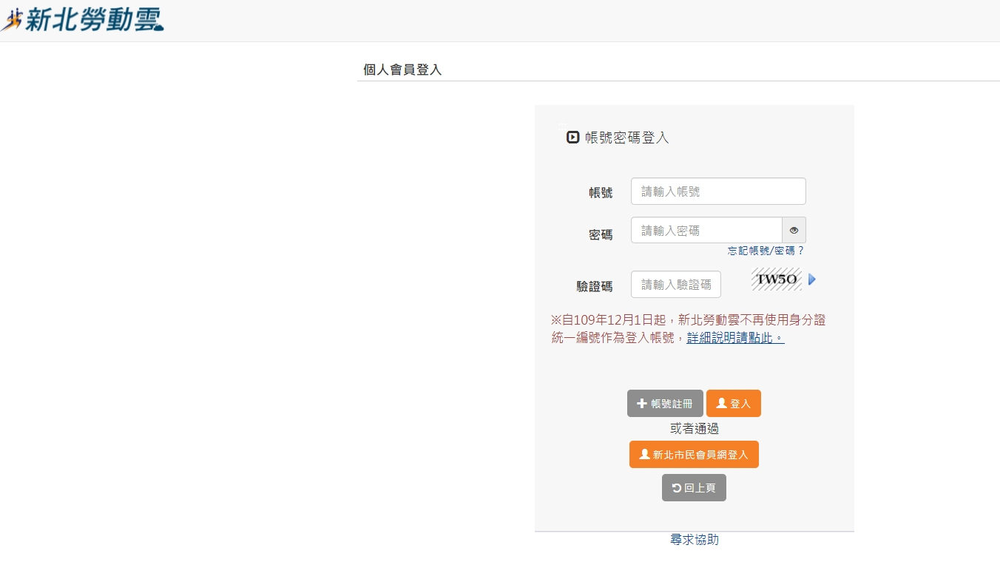 新北勞動雲
個人會員登入
帳號密碼登入
帳號 請輸入帳號
密碼 請輸入密碼
忘記帳號/密碼？
驗證碼 請輸入驗證碼 TW5O
※自109年12月1日起，新北勞動雲不再使用身分證
統一編號作為登入帳號，詳細說明請點此。
帳號註冊 登入
或者通過
新北市民會員網登入
回上頁
尋求協助